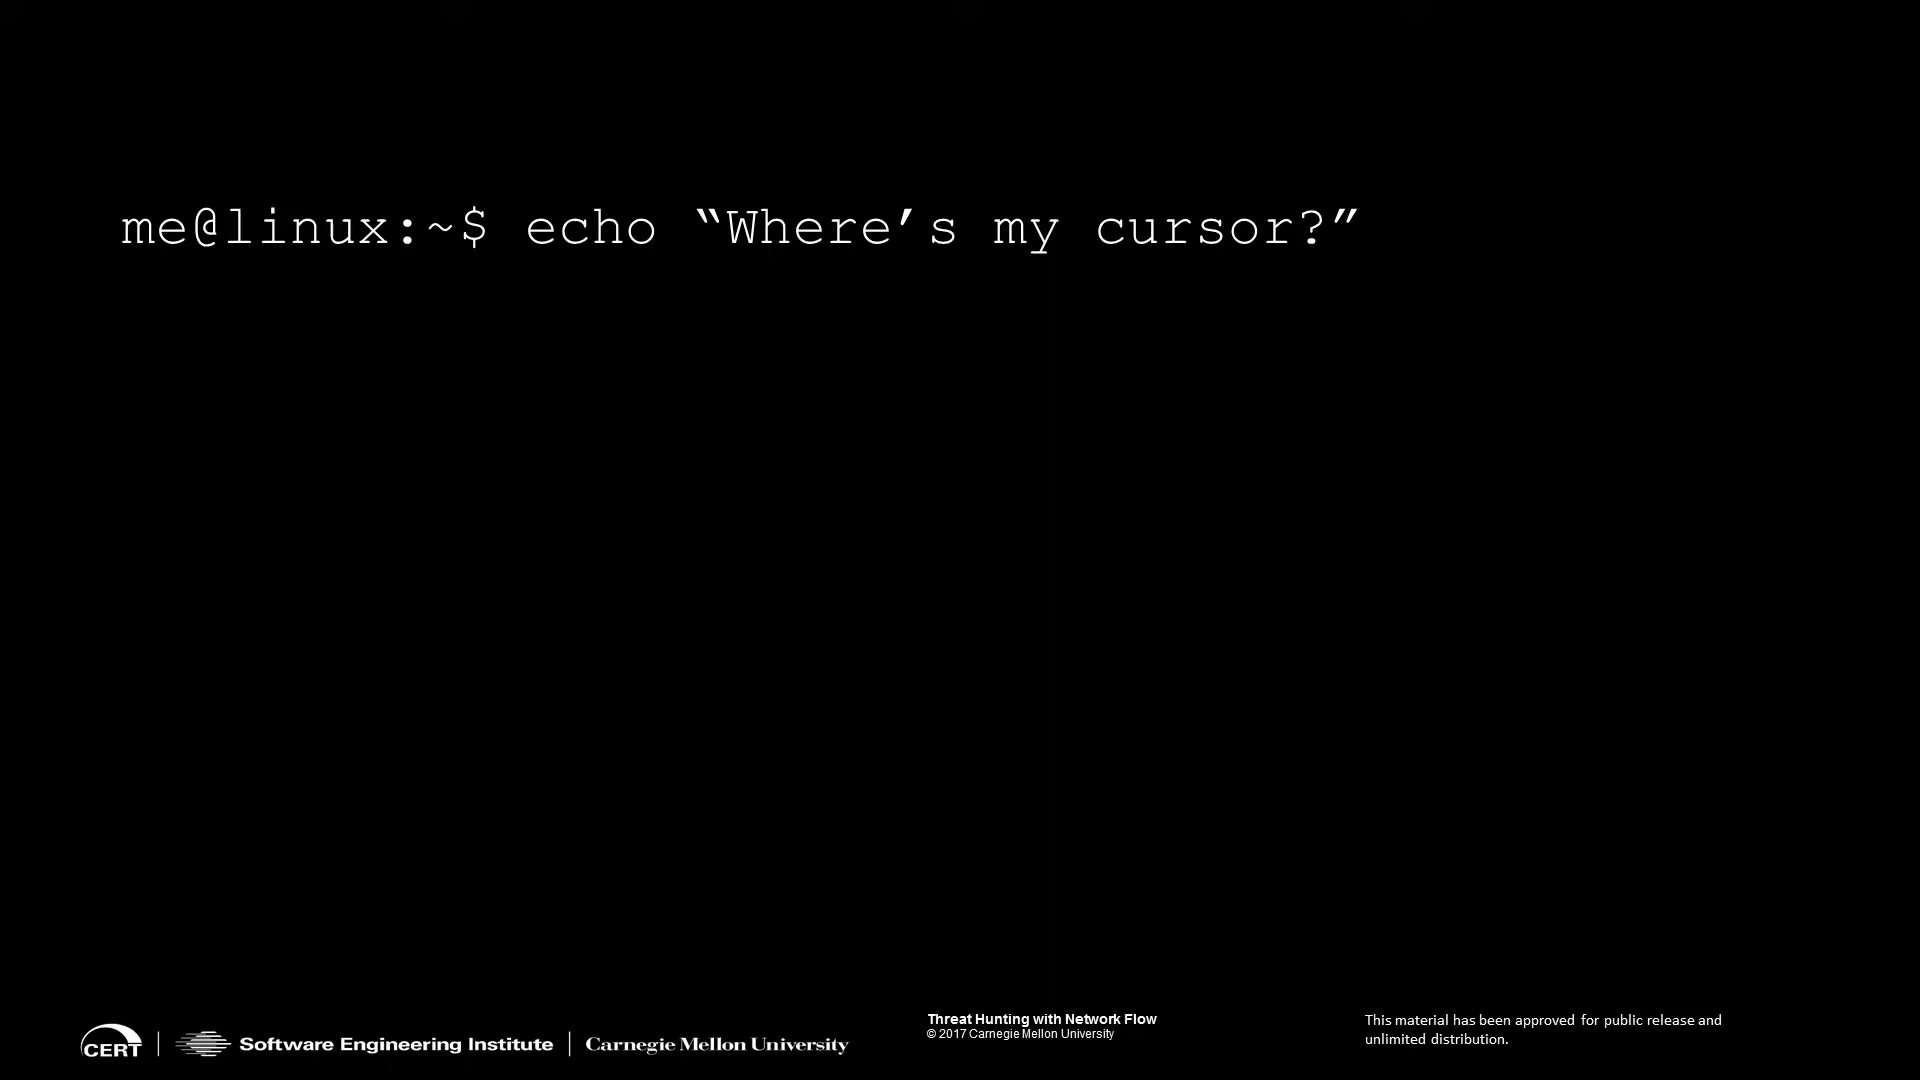 me@linux:~$ echo “Where’s my cursor?”
CERT | Software Engineering Institute | Carnegie Mellon University
Threat Hunting with Network Flow
© 2017 Carnegie Mellon University
This material has been approved for public release and
unlimited distribution.